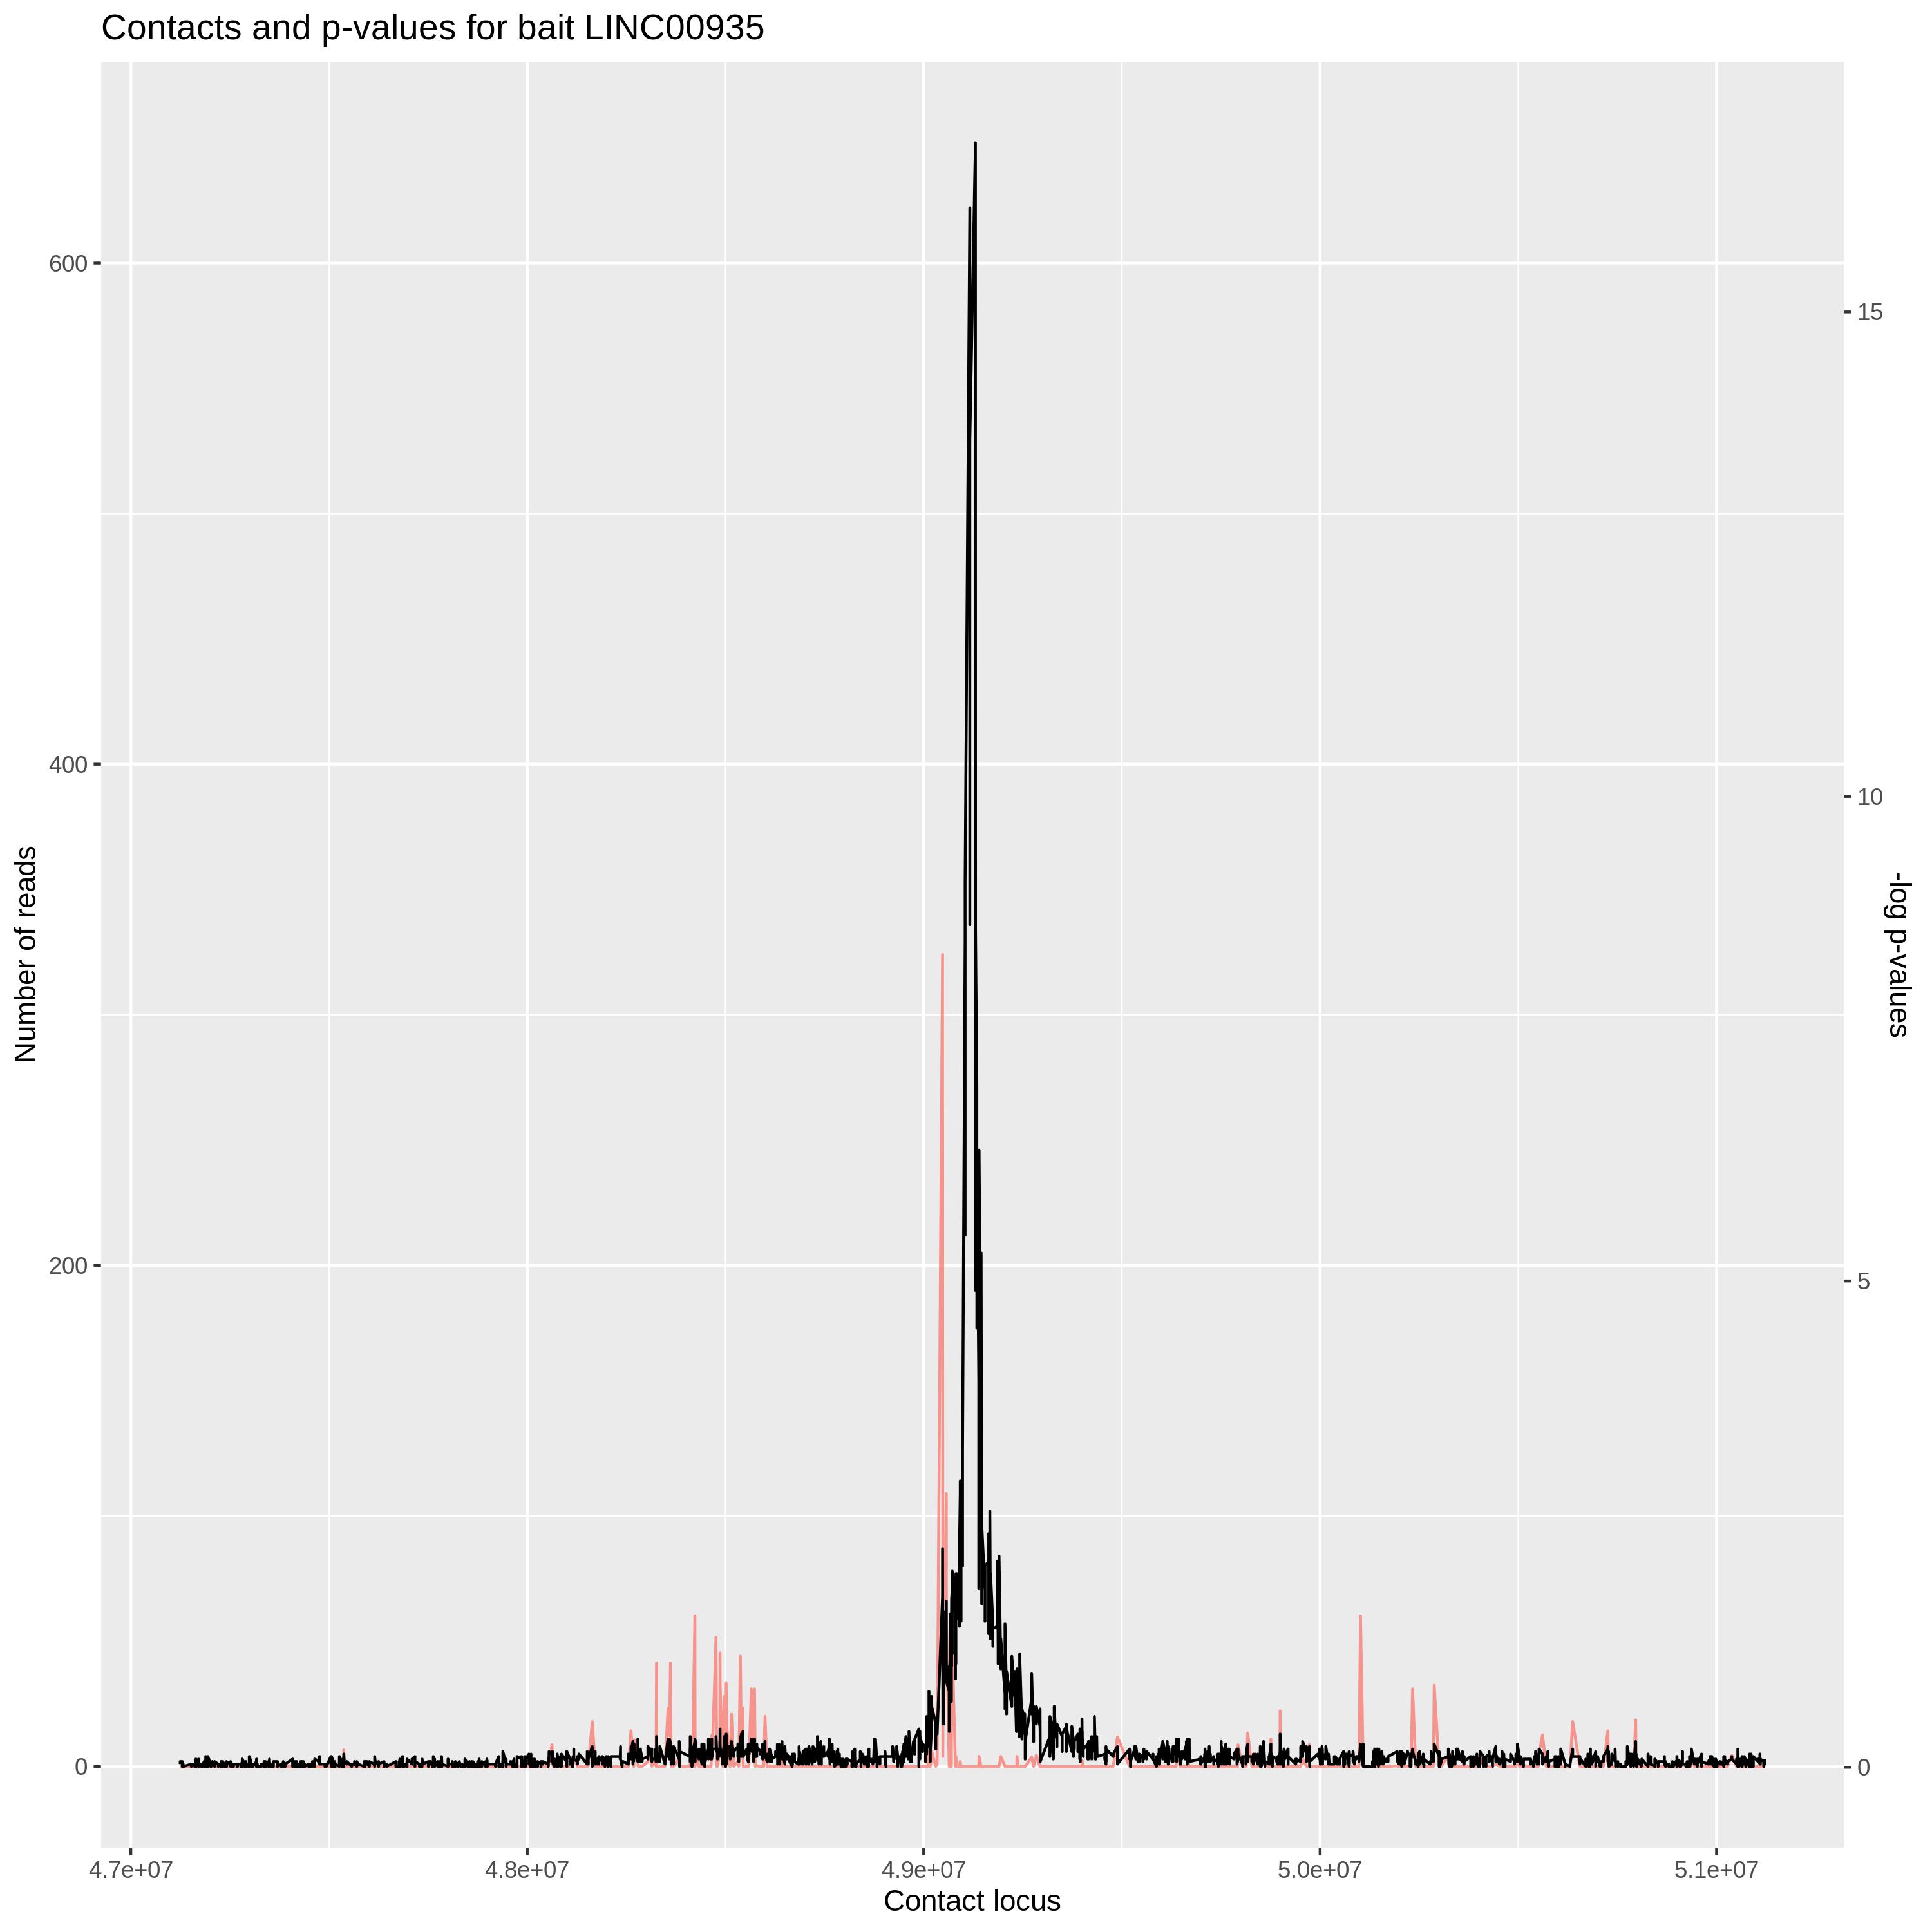 Contacts and p-values for bait LINC00935
Number of reads
600
400
200
0
15
10
5
0
-log p-values
4.7e+07
4.8e+07
4.9e+07
5.0e+07
5.1e+07
Contact locus